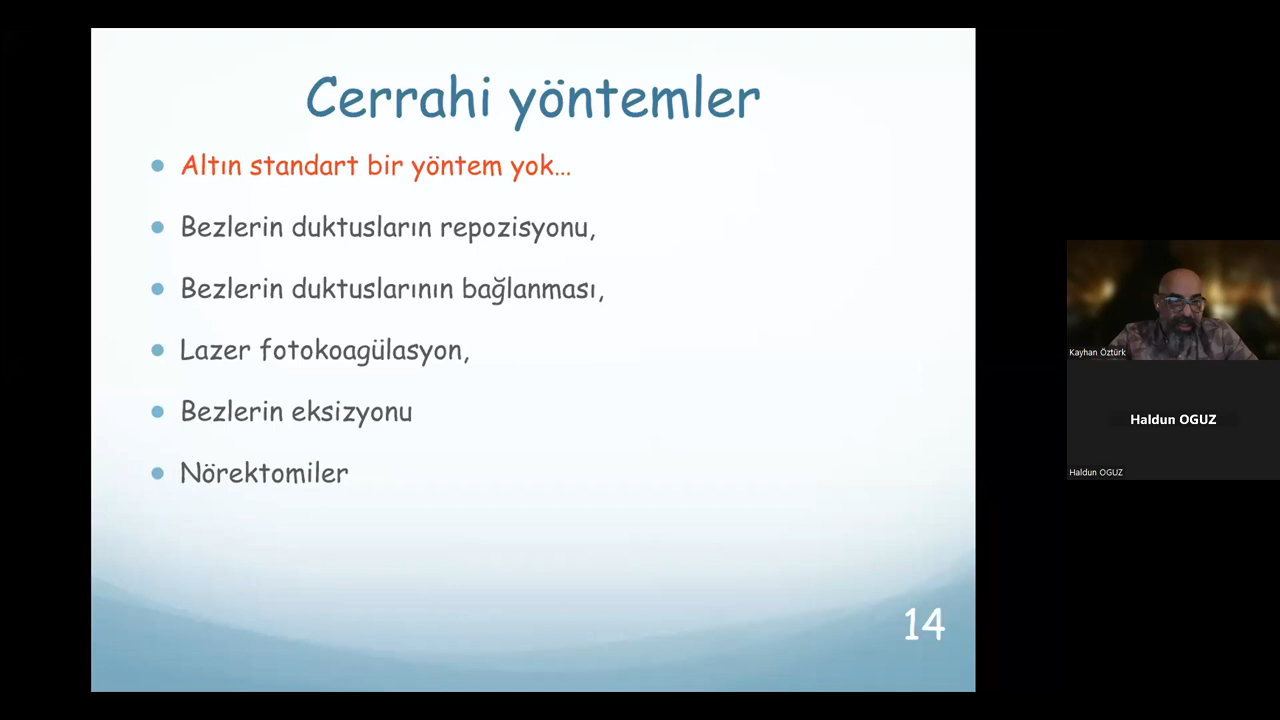 Cerrahi yöntemler
Altın standart bir yöntem yok...
Bezlerin duktusların repozisyonu,
Bezlerin duktuslarının bağlanması,
Lazer fotokoagülasyon,
Bezlerin eksizyonu
Nörektomiler
14
Kayhan Öztürk
Haldun OGUZ
Haldun OGUZ